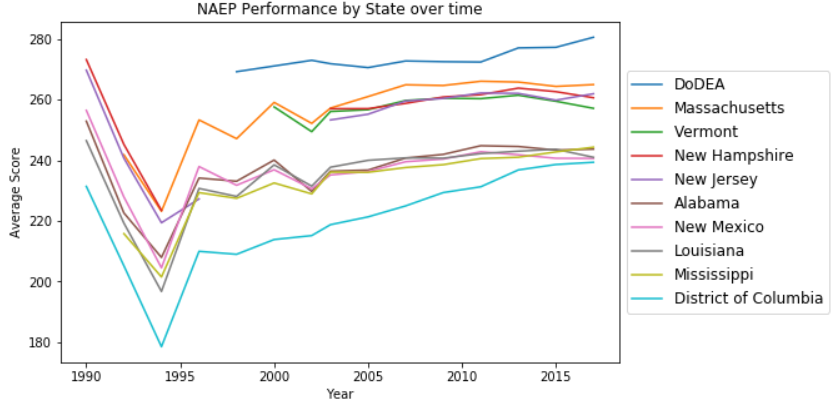 NAEP Performance by State over time
280
260
240
220
200
180
Average Score
1990
1995
2000
2005
2010
2015
Year
DoDEA
Massachusetts
Vermont
New Hampshire
New Jersey
Alabama
New Mexico
Louisiana
Mississippi
District of Columbia